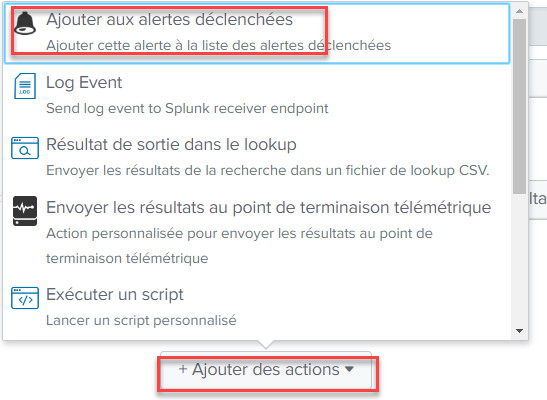 Ajouter aux alertes déclenchées
Ajouter cette alerte à la liste des alertes déclenchées
LOG
Log Event
Send log event to Splunk receiver endpoint
Résultat de sortie dans le lookup
Envoyer les résultats de la recherche dans un fichier de lookup CSV.
Envoyer les résultats au point de terminaison télémétrique
Action personnalisée pour envoyer les résultats au point de
terminaison télémétrique
Exécuter un script
Lancer un script personnalisé
lta
+ Ajouter des actions